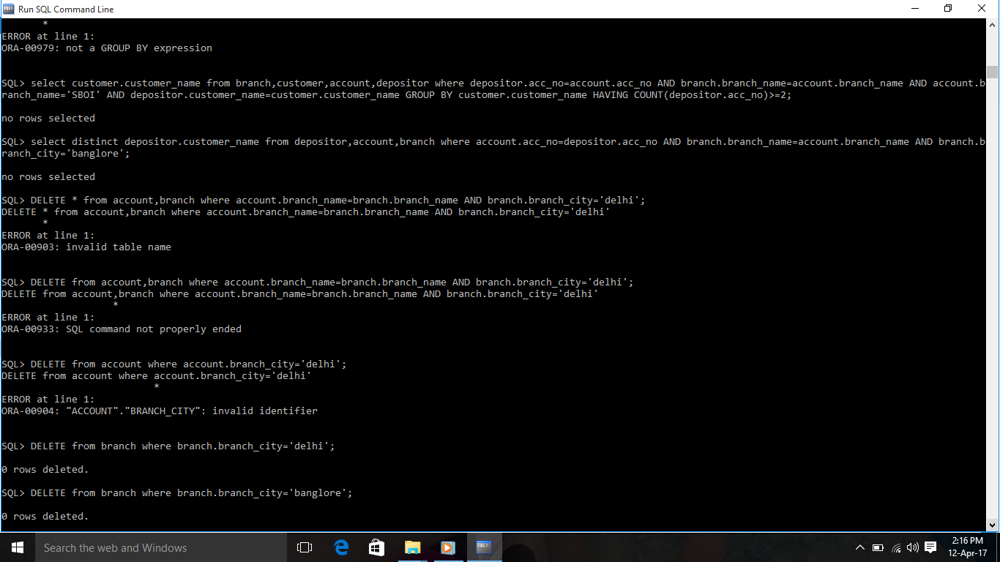 Run SQL Command Line
*
ERROR at line 1:
ORA-00979: not a GROUP BY expression
SQL> select customer.customer_name from branch,customer,account,depositor where depositor.acc_no=account.acc_no AND branch.branch_name=account.branch_name AND account.b
ranch_name='SBOI' AND depositor.customer_name=customer.customer_name GROUP BY customer.customer_name HAVING COUNT(depositor.acc_no)>=2;
no rows selected
SQL> select distinct depositor.customer_name from depositor,account,branch where account.acc_no=depositor.acc_no AND branch.branch_name=account.branch_name AND branch.b
ranch_city='banglore';
no rows selected
SQL> DELETE * from account,branch where account.branch_name=branch.branch_name AND branch.branch_city='delhi';
DELETE * from account,branch where account.branch_name=branch.branch_name AND branch.branch_city='delhi'
*
ERROR at line 1:
ORA-00903: invalid table name
SQL> DELETE from account,branch where account.branch_name=branch.branch_name AND branch.branch_city='delhi';
DELETE from account,branch where account.branch_name=branch.branch_name AND branch.branch_city='delhi'
*
ERROR at line 1:
ORA-00933: SQL command not properly ended
SQL> DELETE from account where account.branch_city='delhi';
DELETE from account where account.branch_city='delhi'
*
ERROR at line 1:
ORA-00904: "ACCOUNT"."BRANCH_CITY": invalid identifier
SQL> DELETE from branch where branch.branch_city='delhi';
0 rows deleted.
SQL> DELETE from branch where branch.branch_city='banglore';
0 rows deleted.
Search the web and Windows
2:16 PM
12-Apr-17